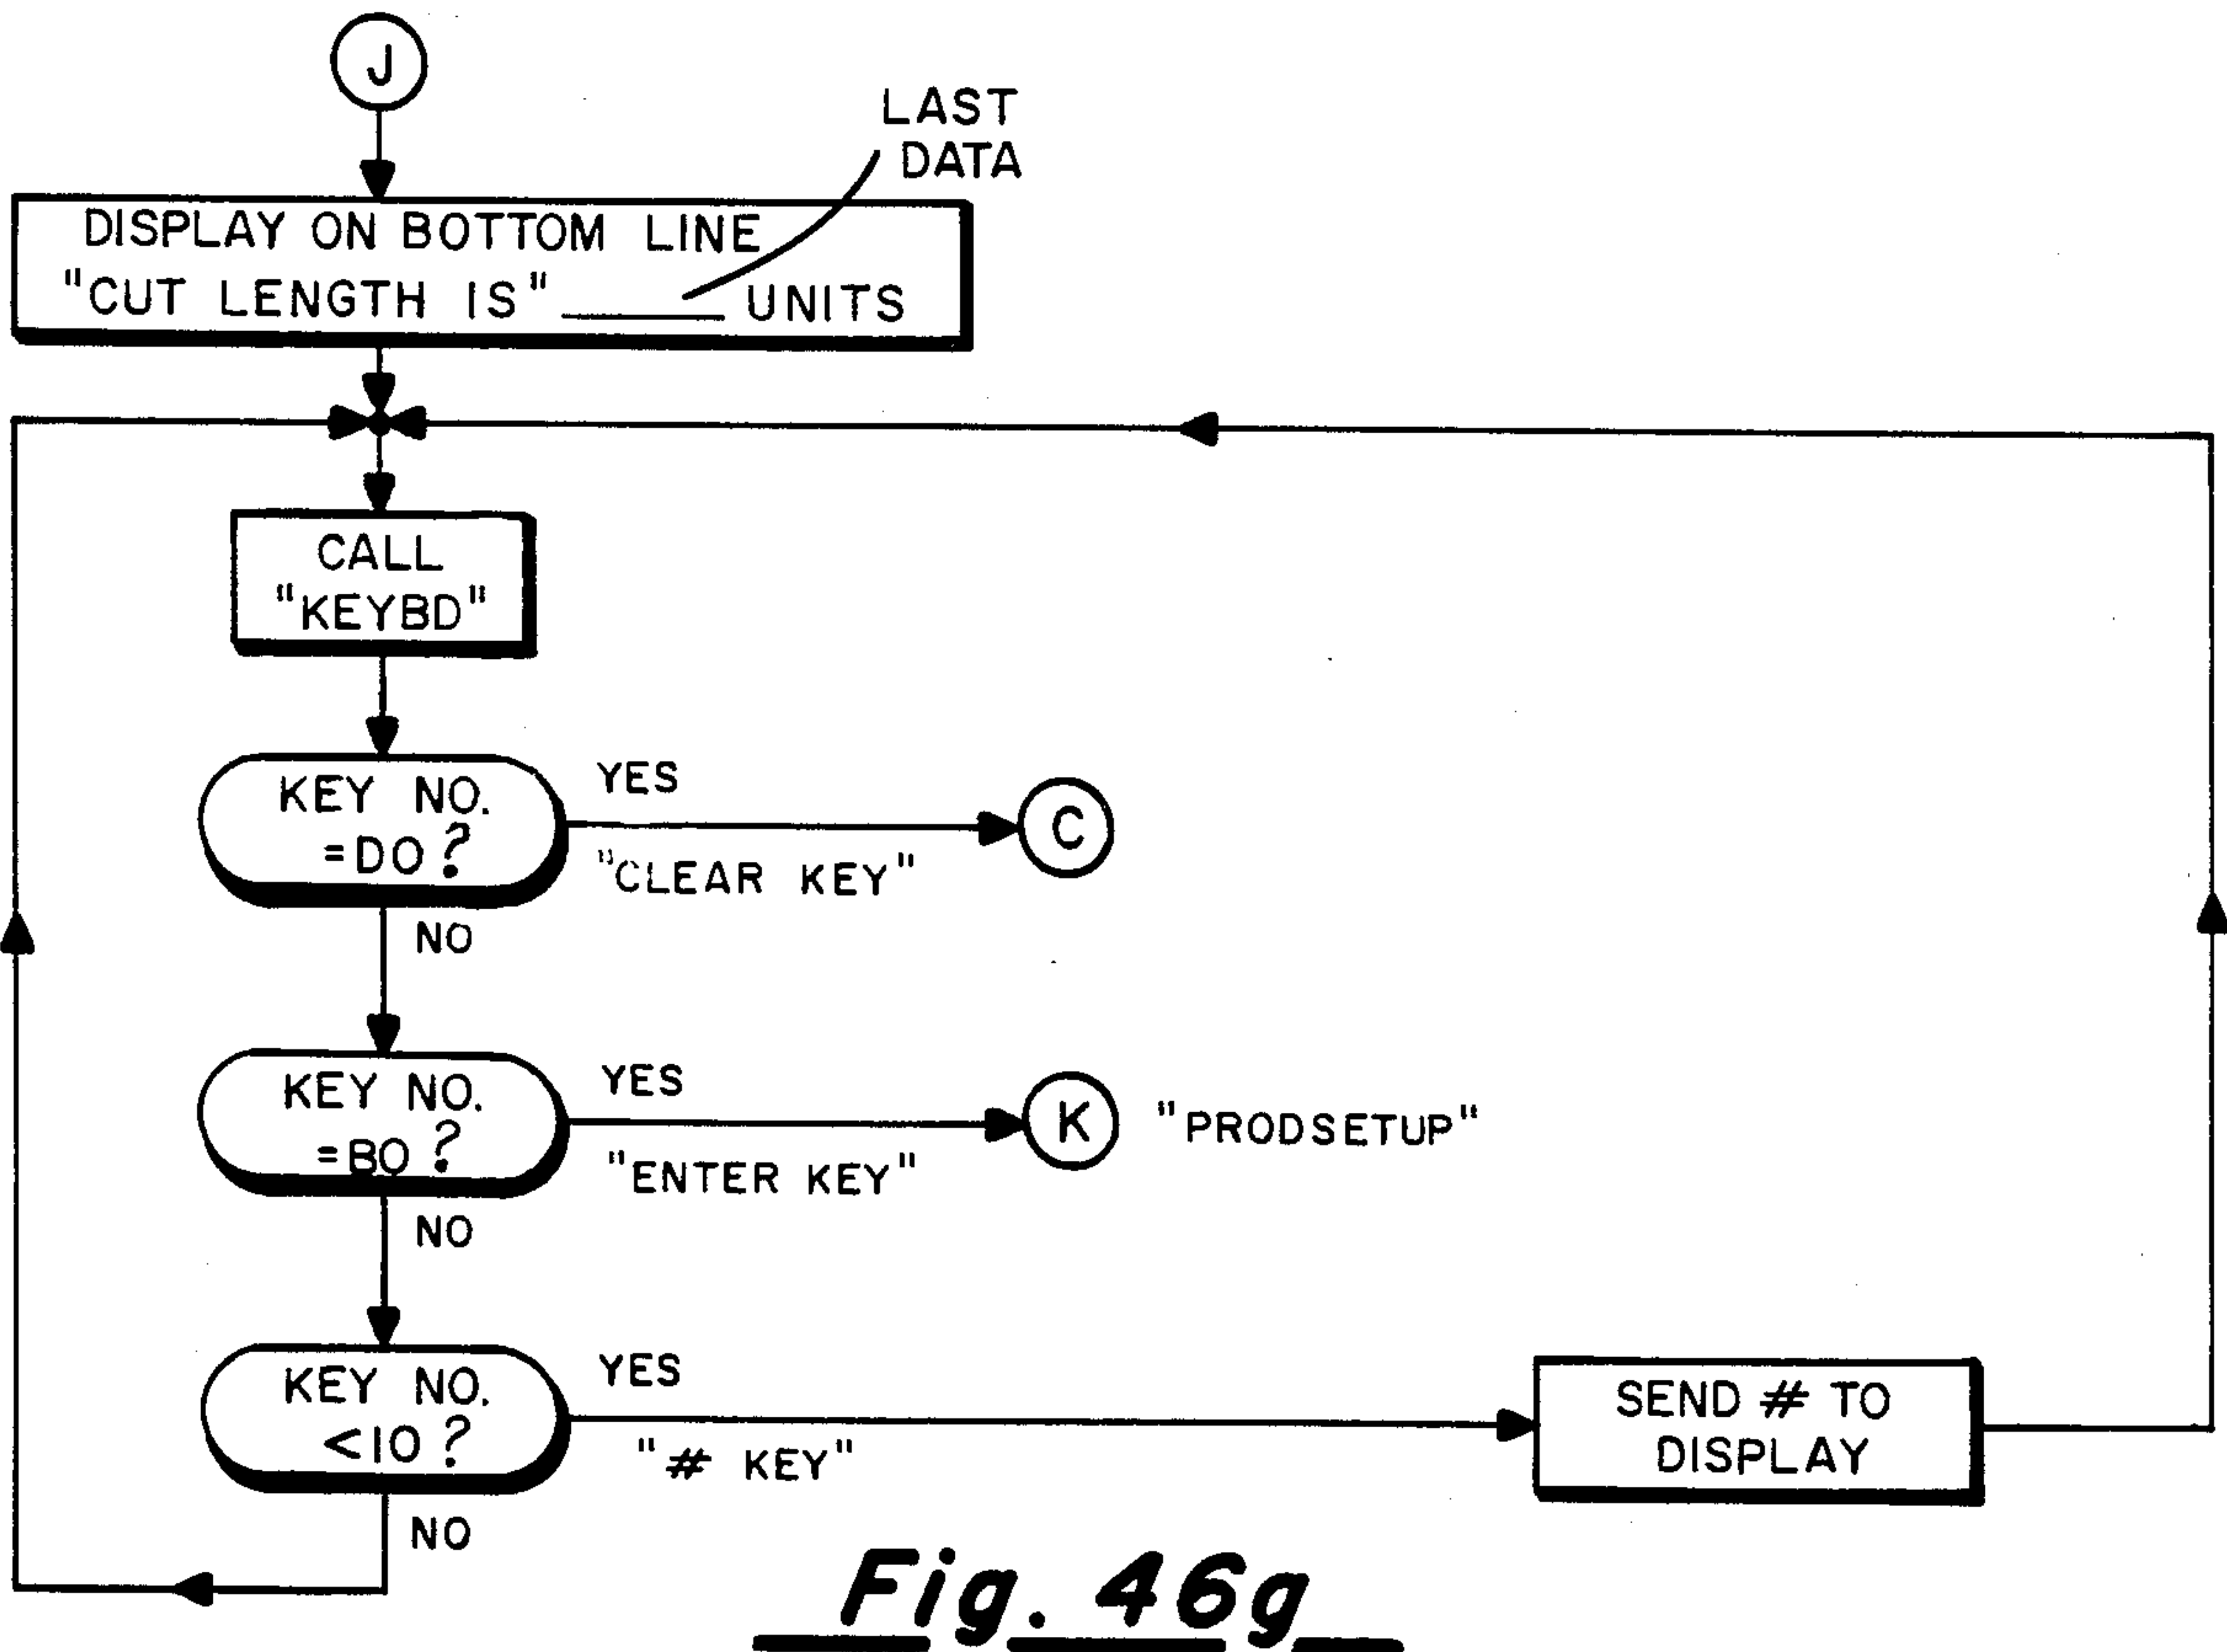 J
LAST
DATA
DISPLAY ON BOTTOM LINE
"CUT LENGTH IS" ______ UNITS
CALL
"KEYBD"
KEY NO.
=DO?
YES
"CLEAR KEY"
C
NO
KEY NO.
=BO?
YES
"ENTER KEY"
K
"PRODSETUP"
NO
KEY NO.
<10?
YES
"# KEY"
SEND # TO
DISPLAY
NO
Fig. 46g